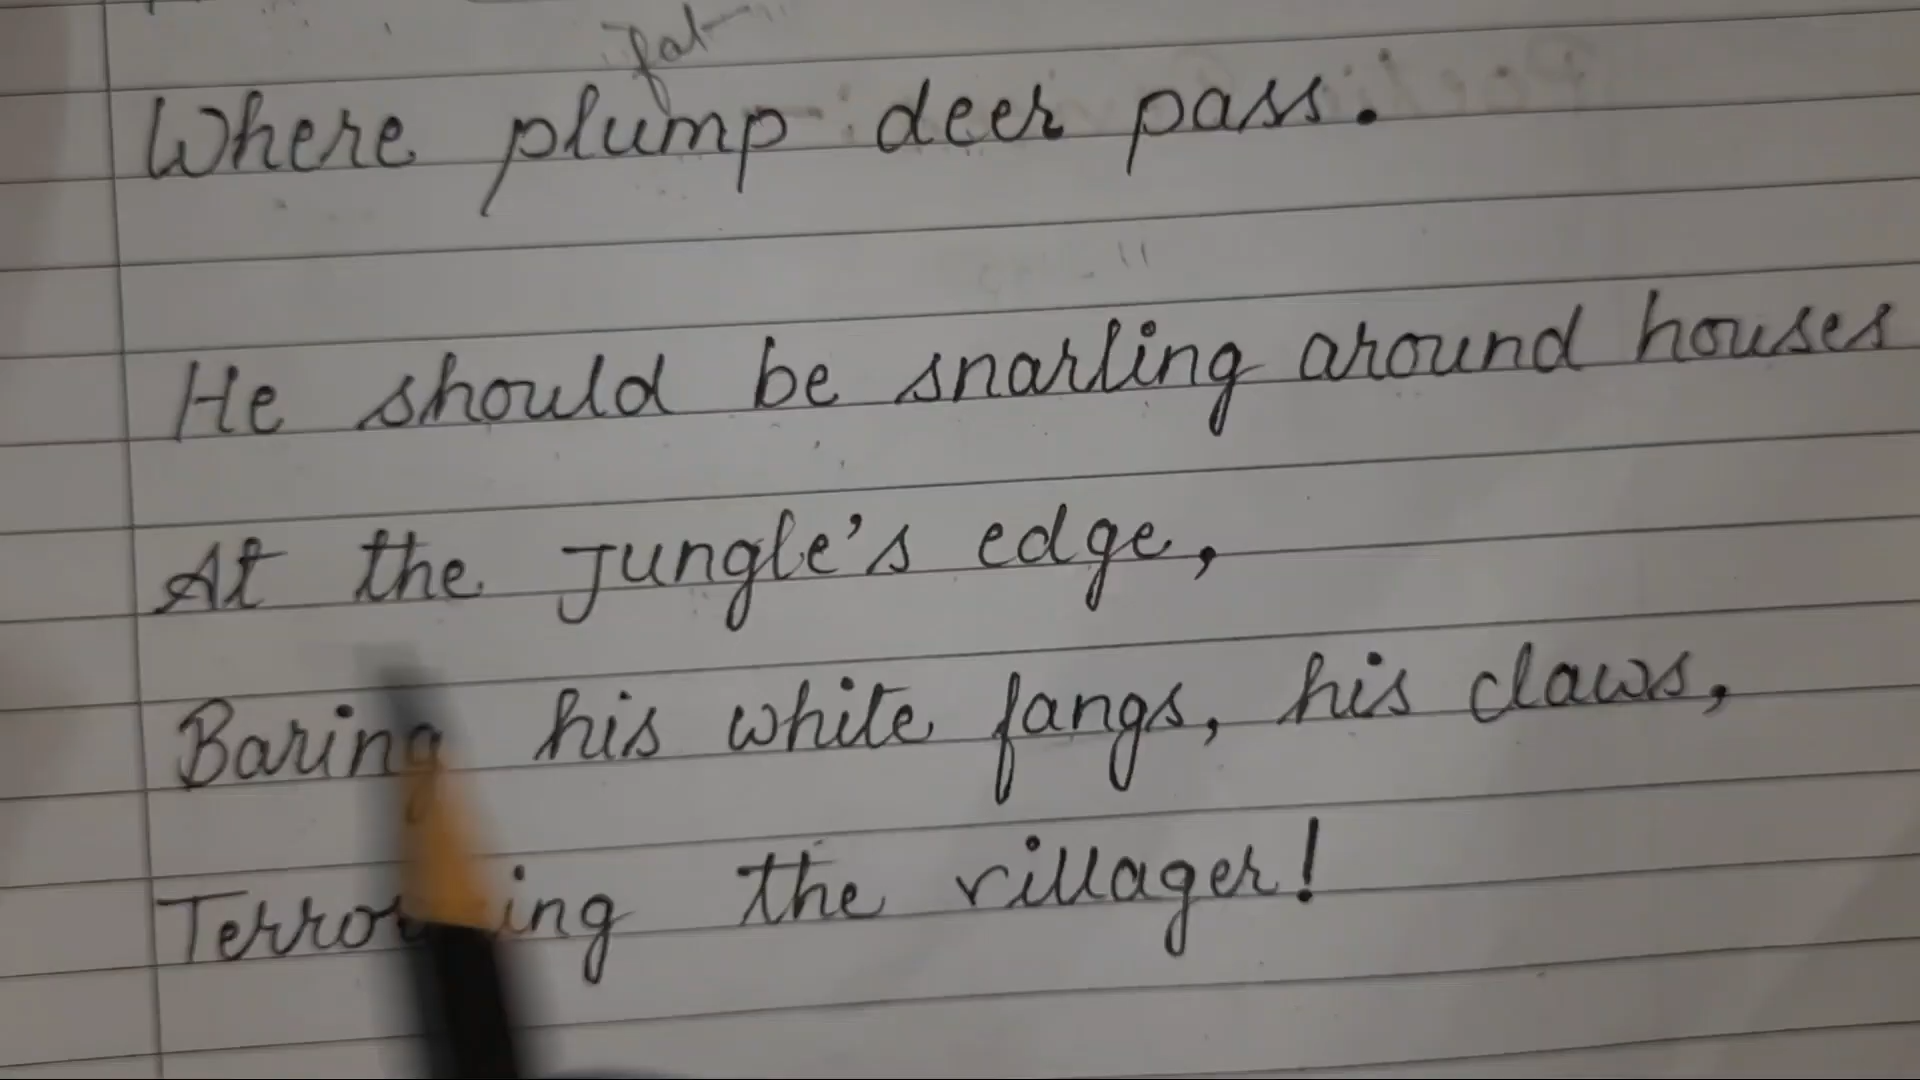 fat
Where plump deer pass.
He should be snarling around houses
At the Jungle's edge,
Baring his white fangs, his claws,
the villager!